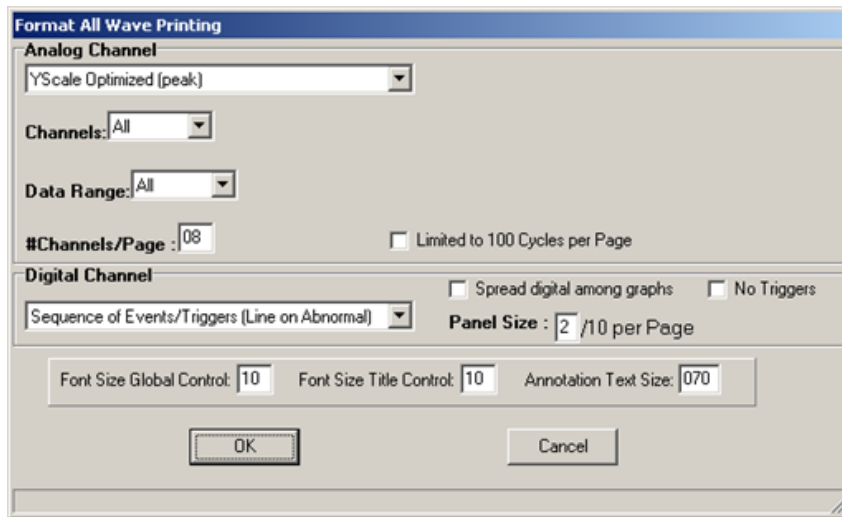 Format All Wave Printing
Analog Channel
YScale Optimized (peak)
Channels: All
Data Range: All
#Channels/Page : 08
Limited to 100 Cycles per Page
Digital Channel
Spread digital among graphs
No Triggers
Sequence of Events/Triggers (Line on Abnormal)
Panel Size : 2 /10 per Page
Font Size Global Control: 10 Font Size Title Control: 10 Annotation Text Size: 070
OK Cancel